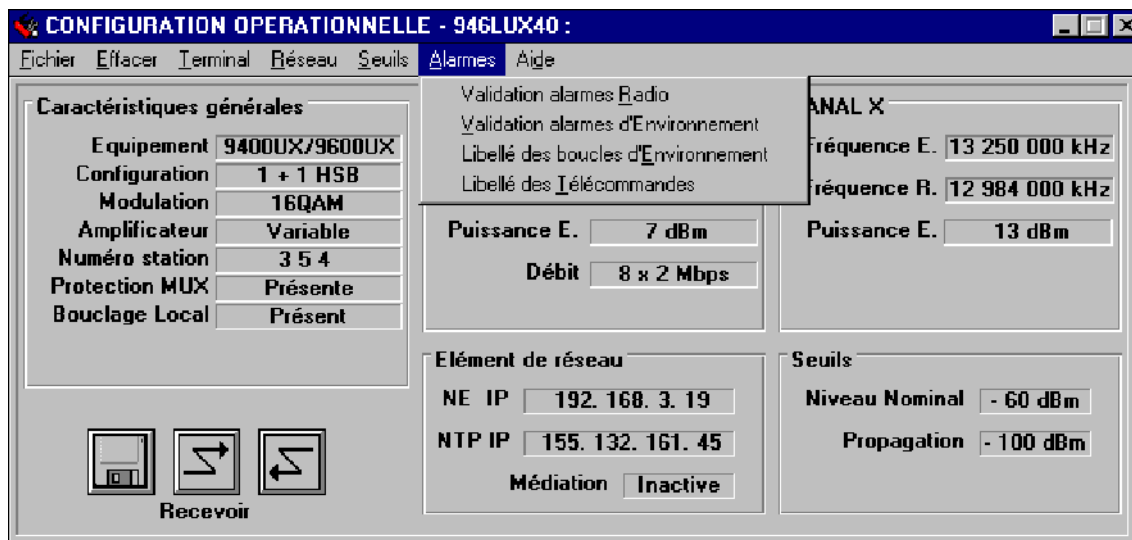 CONFIGURATION OPERATIONNELLE - 946LUX40 :
Fichier Effacer Terminal Réseau Seuils Alarmes Aide
Validation alarmes Radio
Validation alarmes d'Environnement
Libellé des boucles d'Environnement
Libellé des Télécommandes
Caractéristiques générales
Equipement 9400UX/9600UX
Configuration 1 + 1 HSB
Modulation 16QAM
Amplificateur Variable
Numéro station 3 5 4
Protection MUX Présente
Bouclage Local Présent
Puissance E. 7 dBm
Débit 8 x 2 Mbps
ANAL X
Fréquence E. 13 250 000 kHz
Fréquence R. 12 984 000 kHz
Puissance E. 13 dBm
Elément de réseau
NE IP 192. 168. 3. 19
NTP IP 155. 132. 161. 45
Médiation Inactive
Seuils
Niveau Nominal - 60 dBm
Propagation - 100 dBm
Recevoir